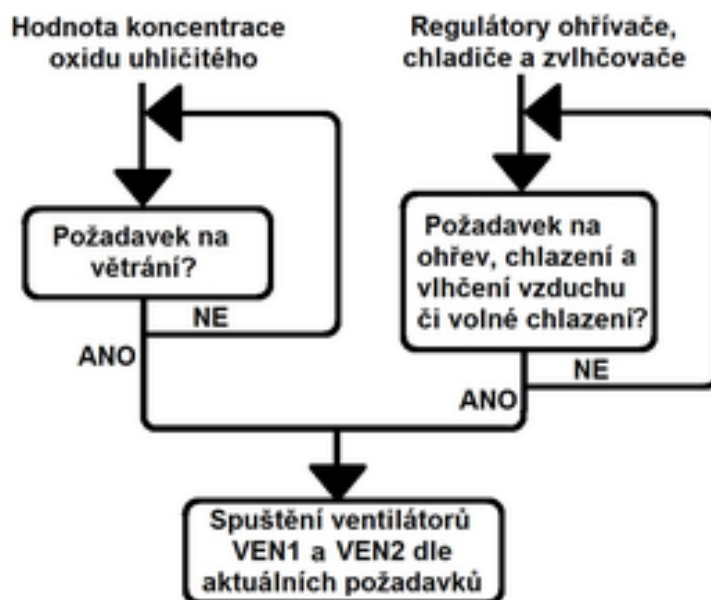 Hodnota koncentrace
oxidu uhličitého
Regulátory ohřívače,
chladiče a zvlhčovače
Požadavek na
větrání?
NE
ANO
Požadavek na
ohřev, chlazení a
vlhčení vzduchu
či volné chlazení?
NE
ANO
Spuštění ventilátorů
VEN1 a VEN2 dle
aktuálních požadavků